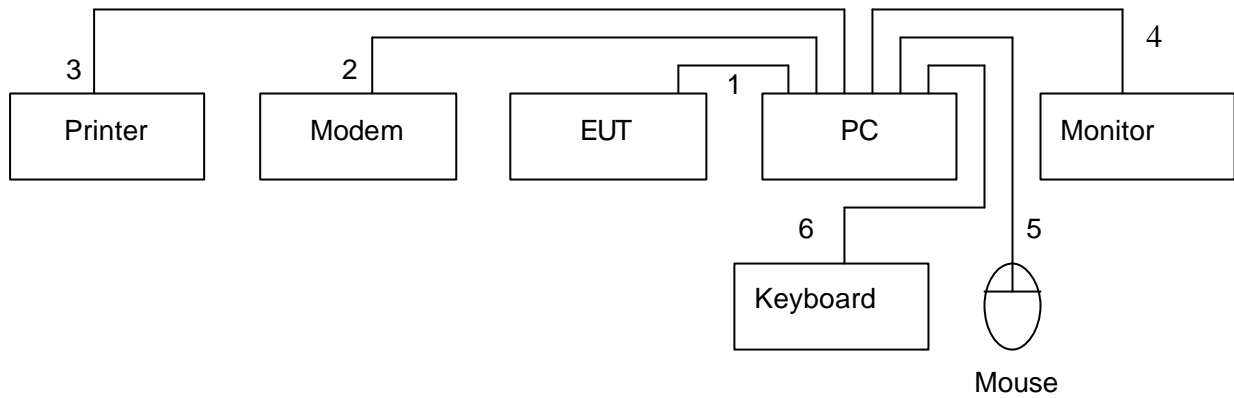 4
3
2
1
Printer
Modem
EUT
PC
Monitor
6
5
Keyboard
Mouse